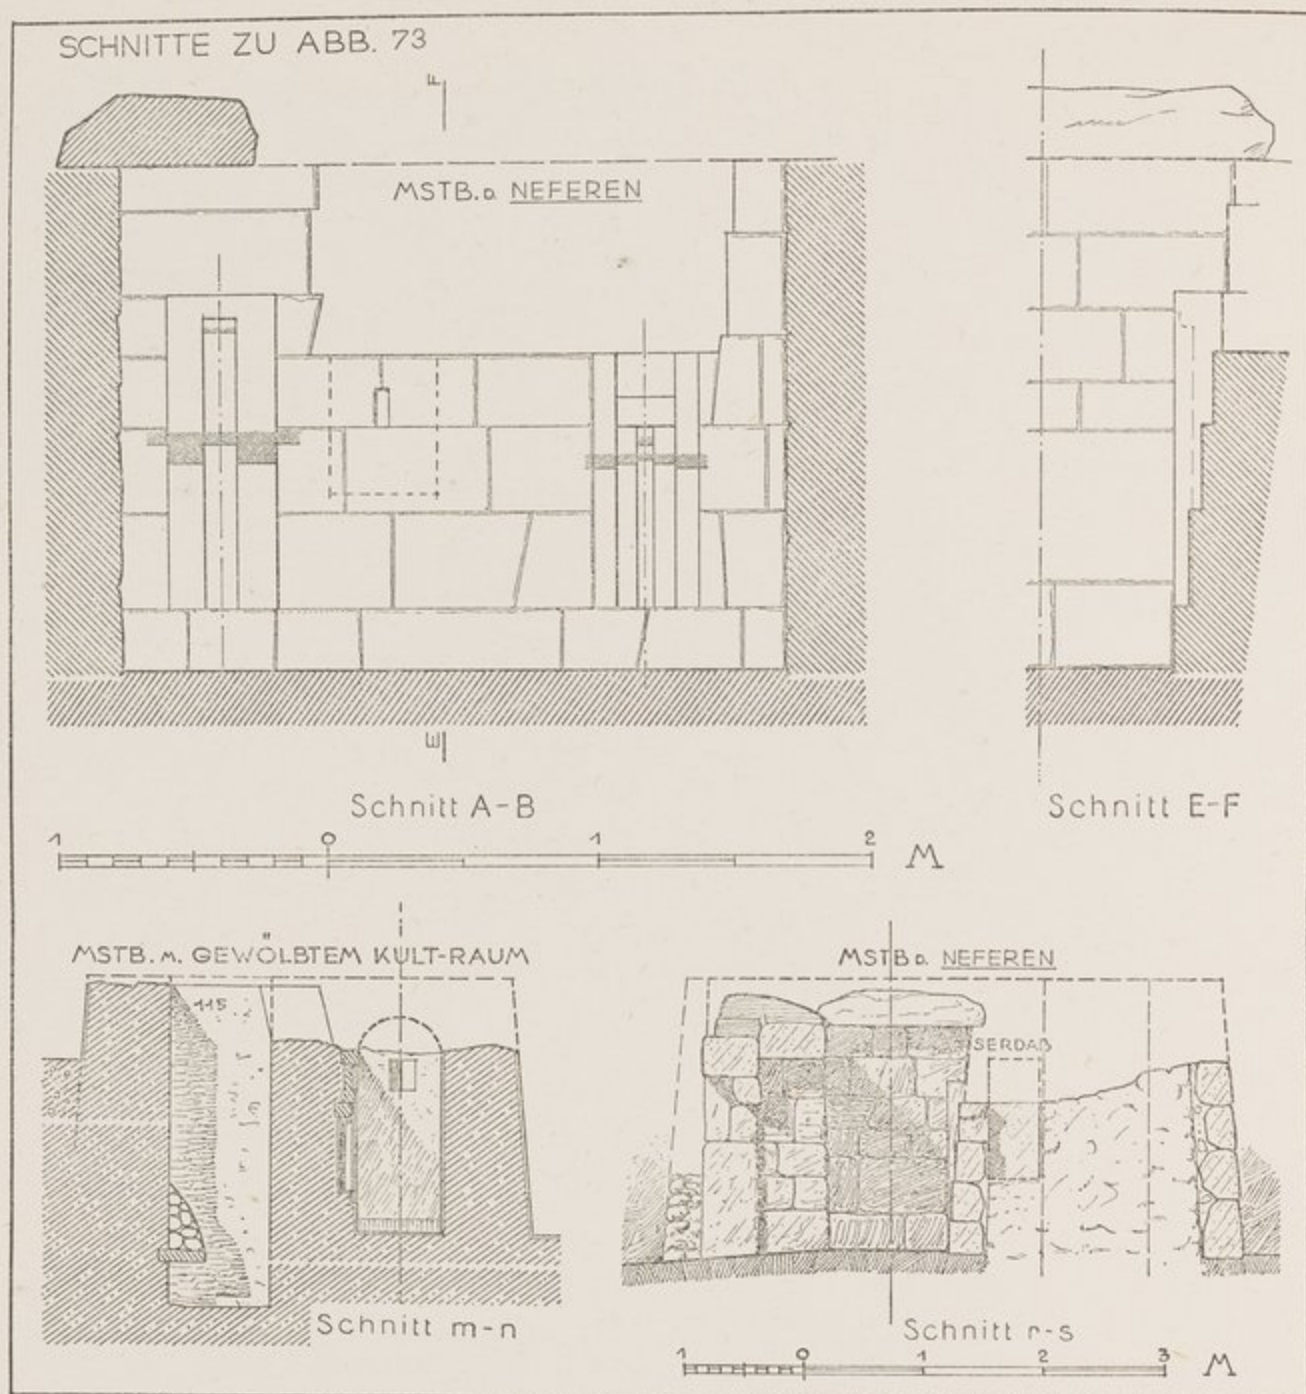 SCHNITTE ZU ABB. 73
F
MSTB. D. NEFEREN
E
Schnitt A-B
Schnitt E-F
1 0 1 2 M
MSTB. M. GEWÖLBTEM KULT-RAUM
115
Schnitt m-n
MSTB D. NEFEREN
SERDAB
Schnitt r-s
1 0 1 2 3 M